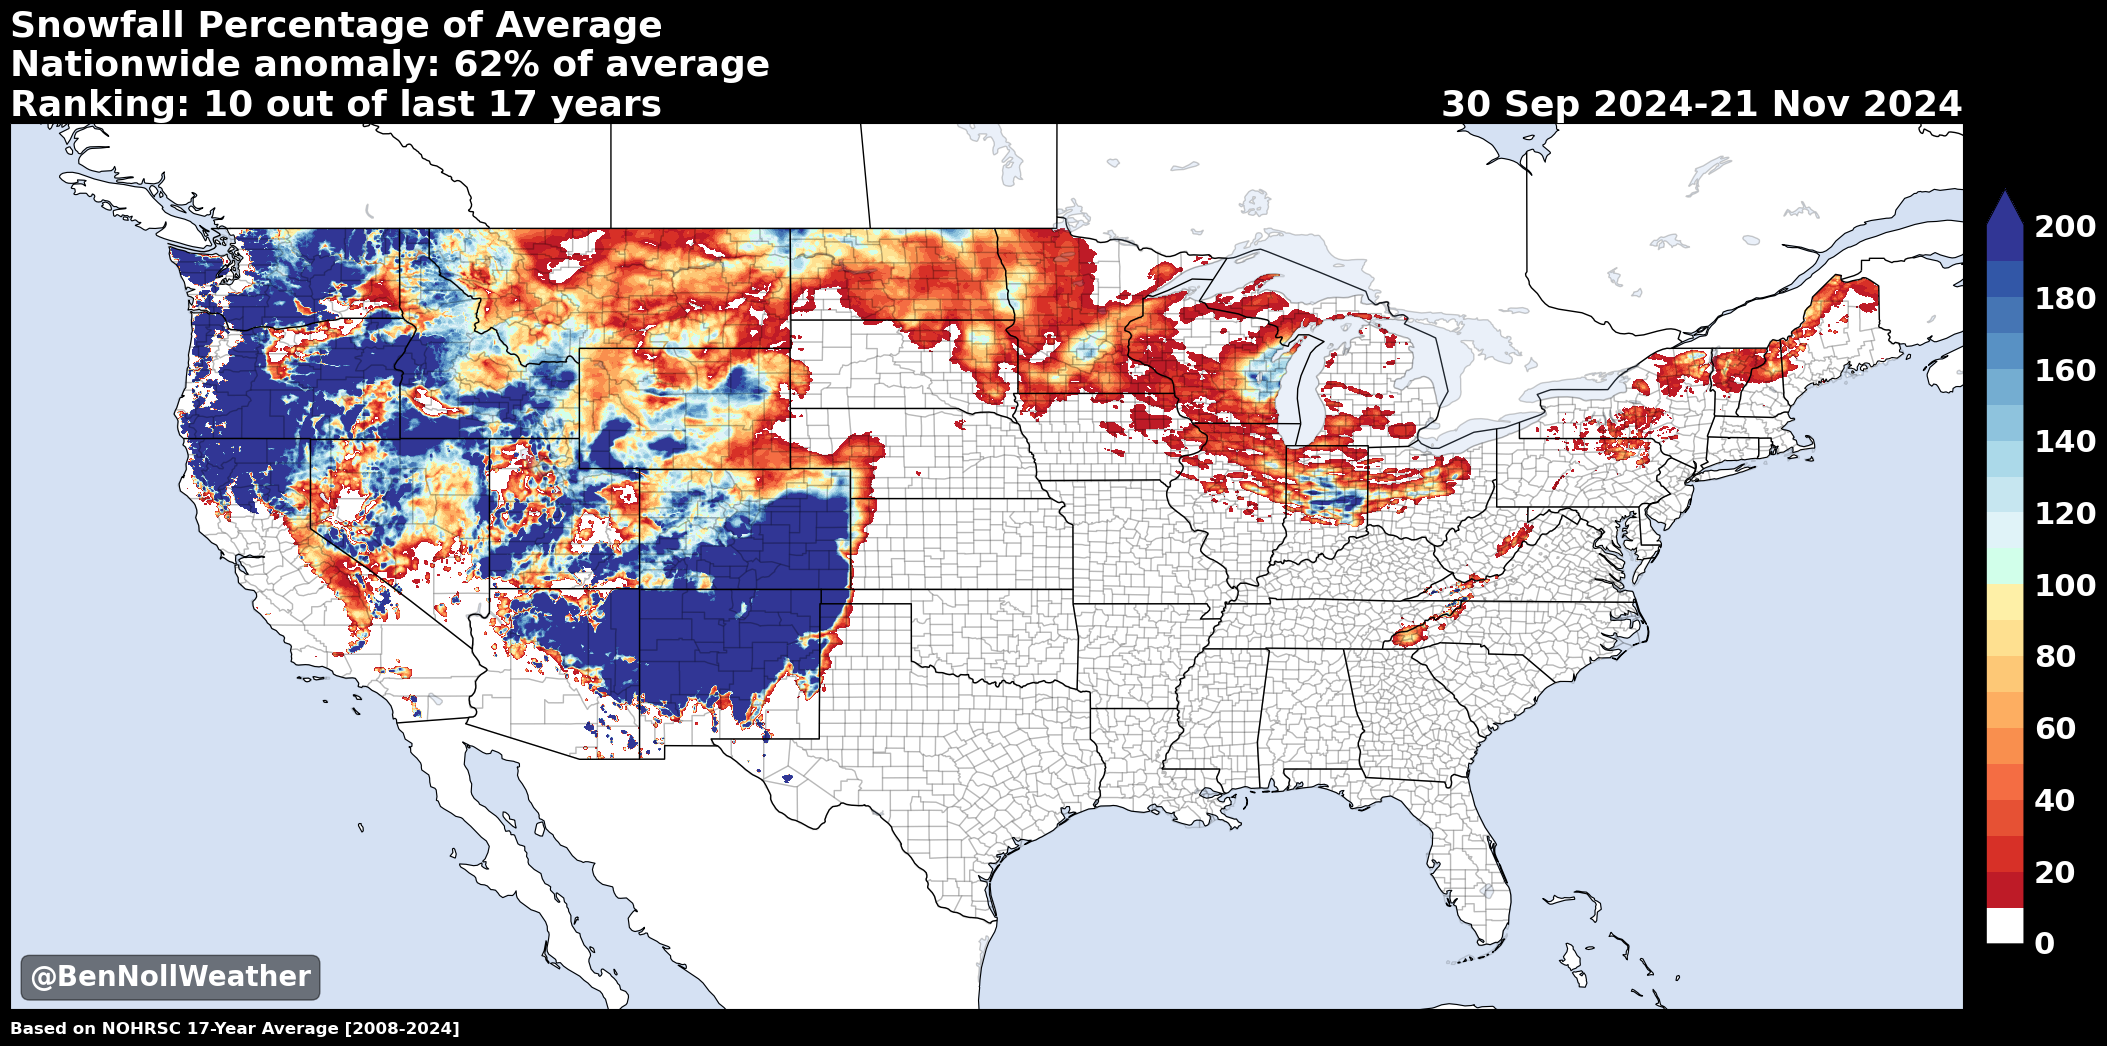 Snowfall Percentage of Average
Nationwide anomaly: 62% of average
Ranking: 10 out of last 17 years
30 Sep 2024-21 Nov 2024
200
180
160
140
120
100
80
60
40
20
0
@BenNollWeather
Based on NOHRSC 17-Year Average [2008-2024]